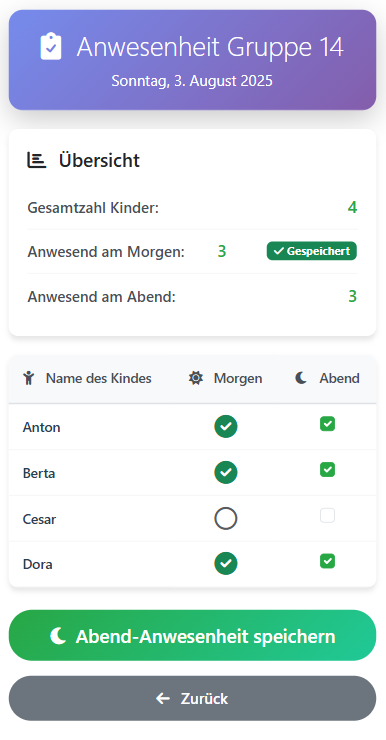 Anwesenheit Gruppe 14
Sonntag, 3. August 2025
Übersicht
Gesamtzahl Kinder: 4
Anwesend am Morgen: 3 Gespeichert
Anwesend am Abend: 3
Name des Kindes Morgen Abend
Anton
Berta
Cesar
Dora
Abend-Anwesenheit speichern
Zurück